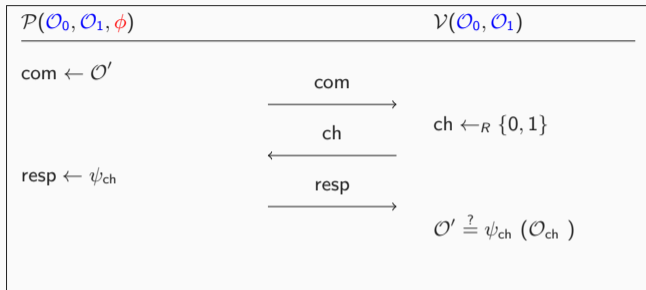 𝒫(𝒪₀, 𝒪₁, ϕ) 𝒱(𝒪₀, 𝒪₁)
com ← 𝒪′
com
ch ←_R {0, 1}
ch
resp ← ψ_ch
resp
𝒪′ ≟ ψ_ch (𝒪_ch )